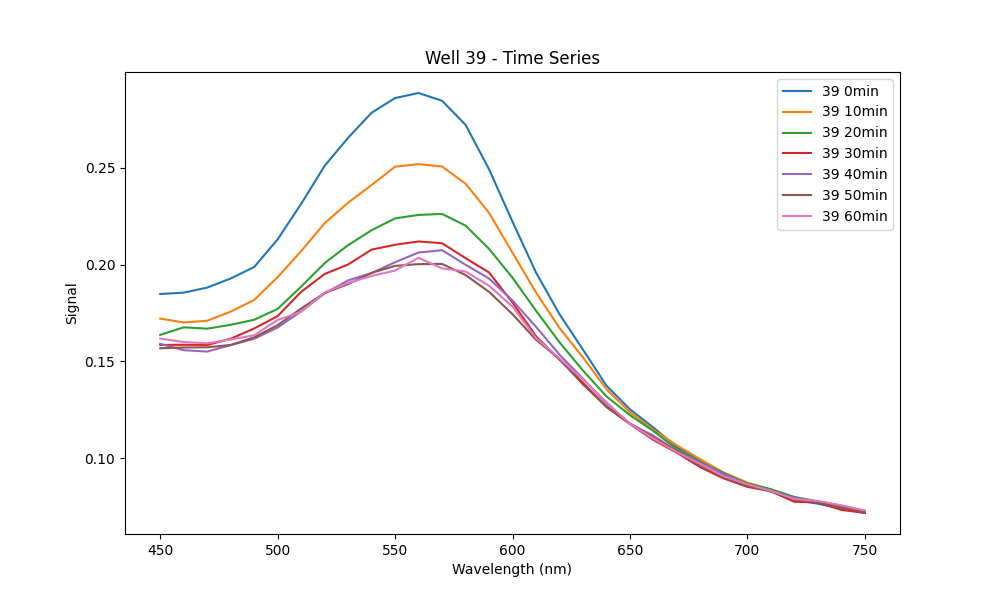 Well 39 - Time Series
39 0min
39 10min
39 20min
39 30min
39 40min
39 50min
39 60min
Signal
0.25
0.20
0.15
0.10
450 500 550 600 650 700 750
Wavelength (nm)